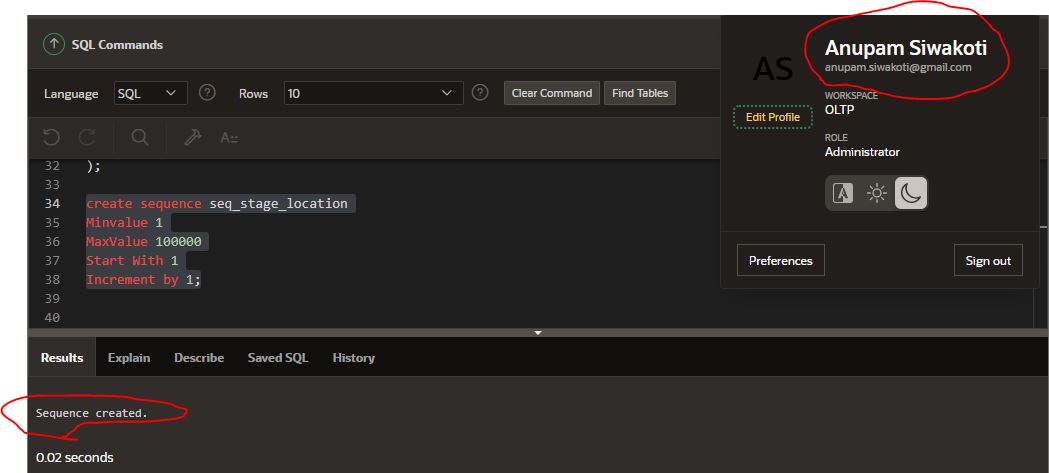 SQL Commands
Language SQL Rows 10 Clear Command Find Tables
A::
32 );
33
34 create sequence seq_stage_location
35 Minvalue 1
36 MaxValue 100000
37 Start With 1
38 Increment by 1;
39
40
AS
Anupam Siwakoti
anupam.siwakoti@gmail.com
Edit Profile
WORKSPACE
OLTP
ROLE
Administrator
Preferences Sign out
Results Explain Describe Saved SQL History
Sequence created.
0.02 seconds